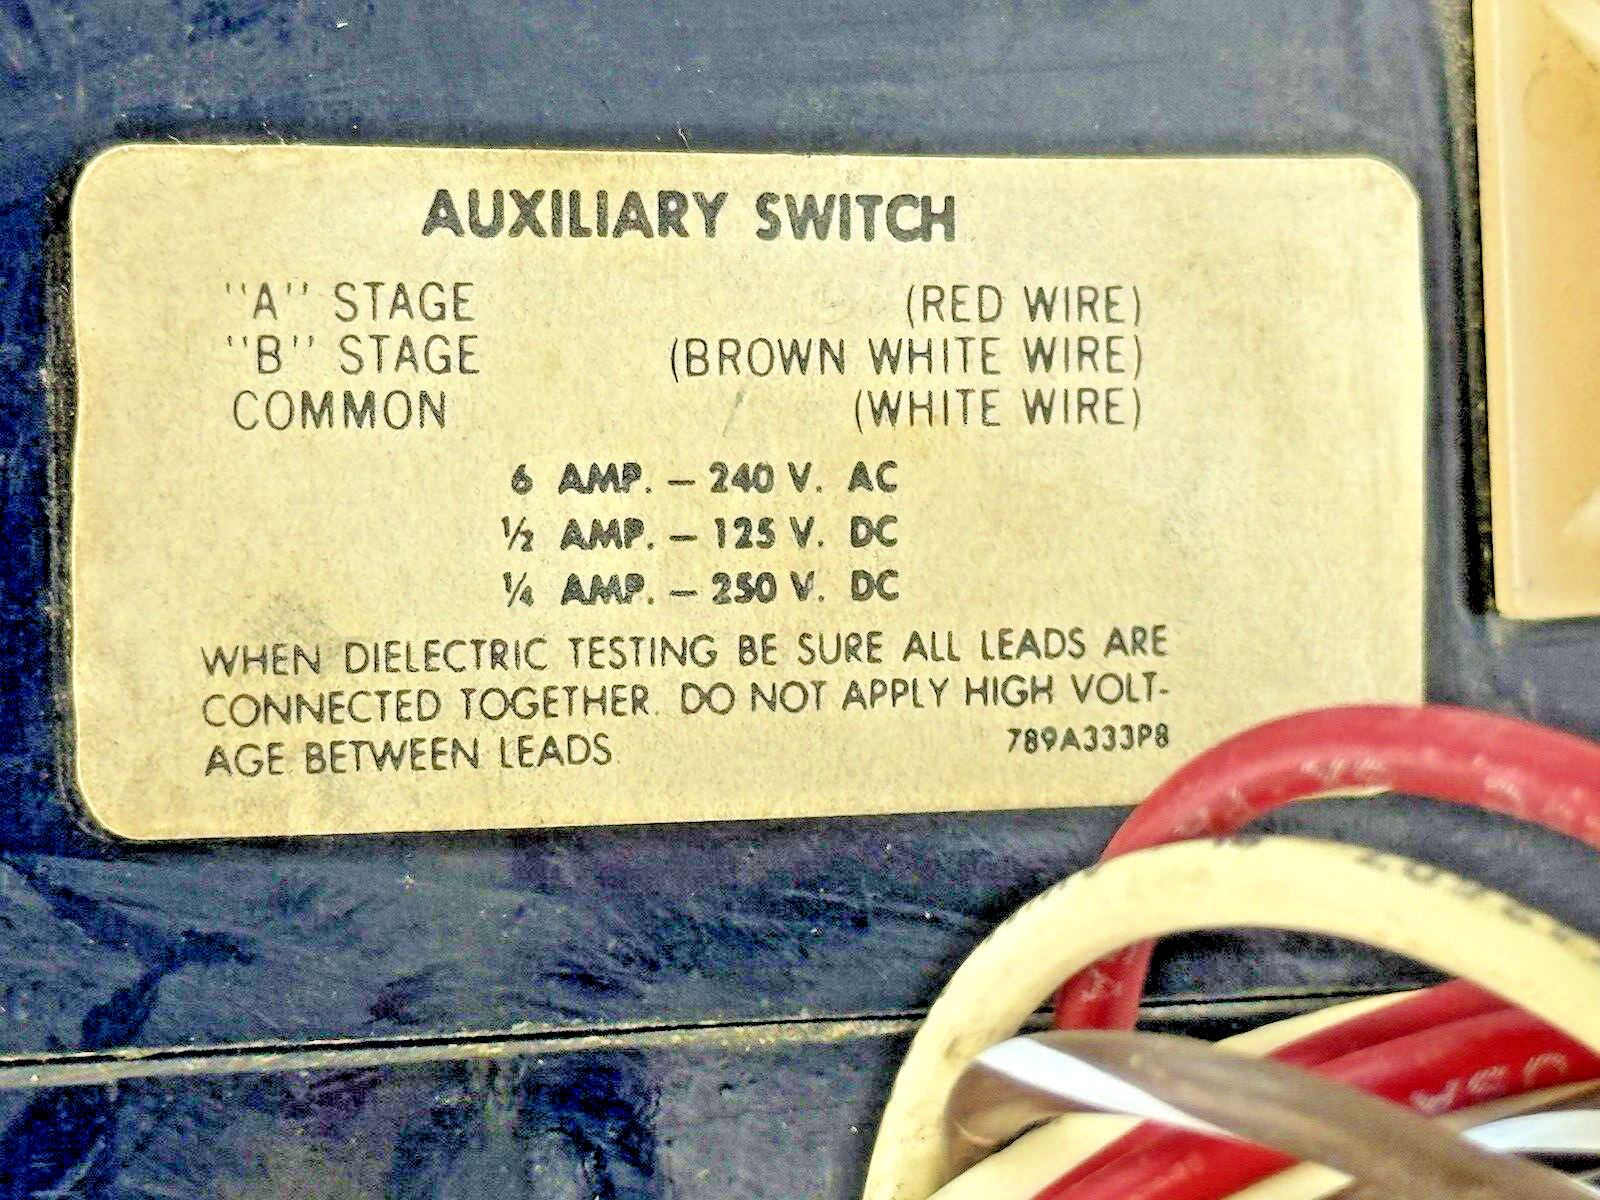 AUXILIARY SWITCH
"A" STAGE (RED WIRE)
"B" STAGE (BROWN WHITE WIRE)
COMMON (WHITE WIRE)
6 AMP. – 240 V. AC
½ AMP. – 125 V. DC
¼ AMP. – 250 V. DC
WHEN DIELECTRIC TESTING BE SURE ALL LEADS ARE
CONNECTED TOGETHER. DO NOT APPLY HIGH VOLT-
AGE BETWEEN LEADS.
789A333P8